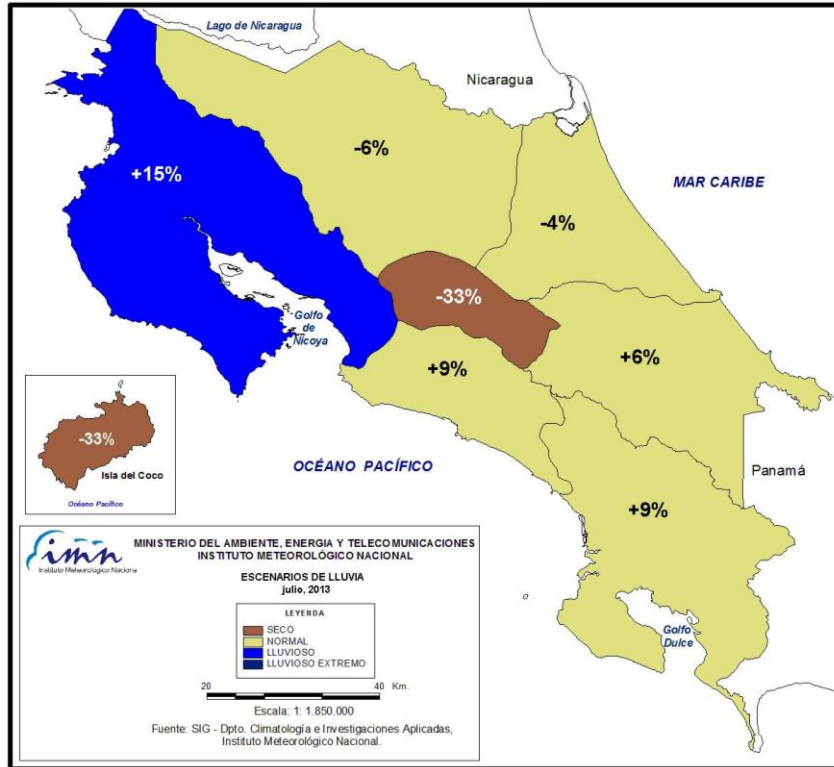 Lago de Nicaragua
Nicaragua
-6%
+15%
MAR CARIBE
-4%
-33%
Golfo
de
Nicoya
+9%
+6%
-33%
Isla del Coco
Océano Pacífico
OCÉANO PACÍFICO
Panamá
+9%
Golfo
Dulce
imn
Instituto Meteorológico Nacional
MINISTERIO DEL AMBIENTE, ENERGIA Y TELECOMUNICACIONES
INSTITUTO METEOROLÓGICO NACIONAL
ESCENARIOS DE LLUVIA
julio, 2013
LEYENDA
SECO
NORMAL
LLUVIOSO
LLUVIOSO EXTREMO
20 0 40 Km.
Escala: 1: 1.850.000
Fuente: SIG - Dpto. Climatología e Investigaciones Aplicadas,
Instituto Meteorológico Nacional.